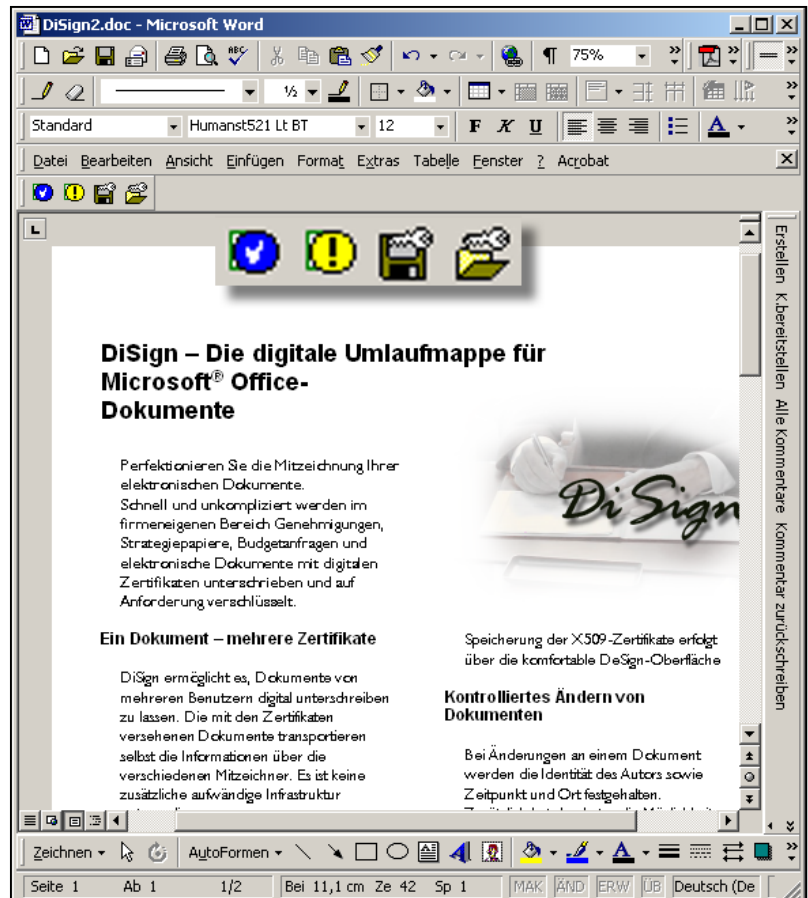 DiSign2.doc - Microsoft Word
75%
½
Standard Humanst521 Lt BT 12 F K U A
Datei Bearbeiten Ansicht Einfügen Format Extras Tabelle Fenster ? Acrobat
DiSign – Die digitale Umlaufmappe für
Microsoft® Office-
Dokumente
Perfektionieren Sie die Mitzeichnung Ihrer
elektronischen Dokumente.
Schnell und unkompliziert werden im
firmeneigenen Bereich Genehmigungen,
Strategiepapiere, Budgetanfragen und
elektronische Dokumente mit digitalen
Zertifikaten unterschrieben und auf
Anforderung verschlüsselt.
Ein Dokument – mehrere Zertifikate
DiSign ermöglicht es, Dokumente von
mehreren Benutzern digital unterschreiben
zu lassen. Die mit den Zertifikaten
versehenen Dokumente transportieren
selbst die Informationen über die
verschiedenen Mitzeichner. Es ist keine
zusätzliche aufwändige Infrastruktur
DiSign
Speicherung der X509-Zertifikate erfolgt
über die komfortable DeSign-Oberfläche
Kontrolliertes Ändern von
Dokumenten
Bei Änderungen an einem Dokument
werden die Identität des Autors sowie
Zeitpunkt und Ort festgehalten.
Erstellen K.bereitstellen Alle Kommentare Kommentar zurückschreiben
Zeichnen AutoFormen
Seite 1 Ab 1 1/2 Bei 11,1 cm Ze 42 Sp 1 MAK ÄND ERW ÜB Deutsch (De